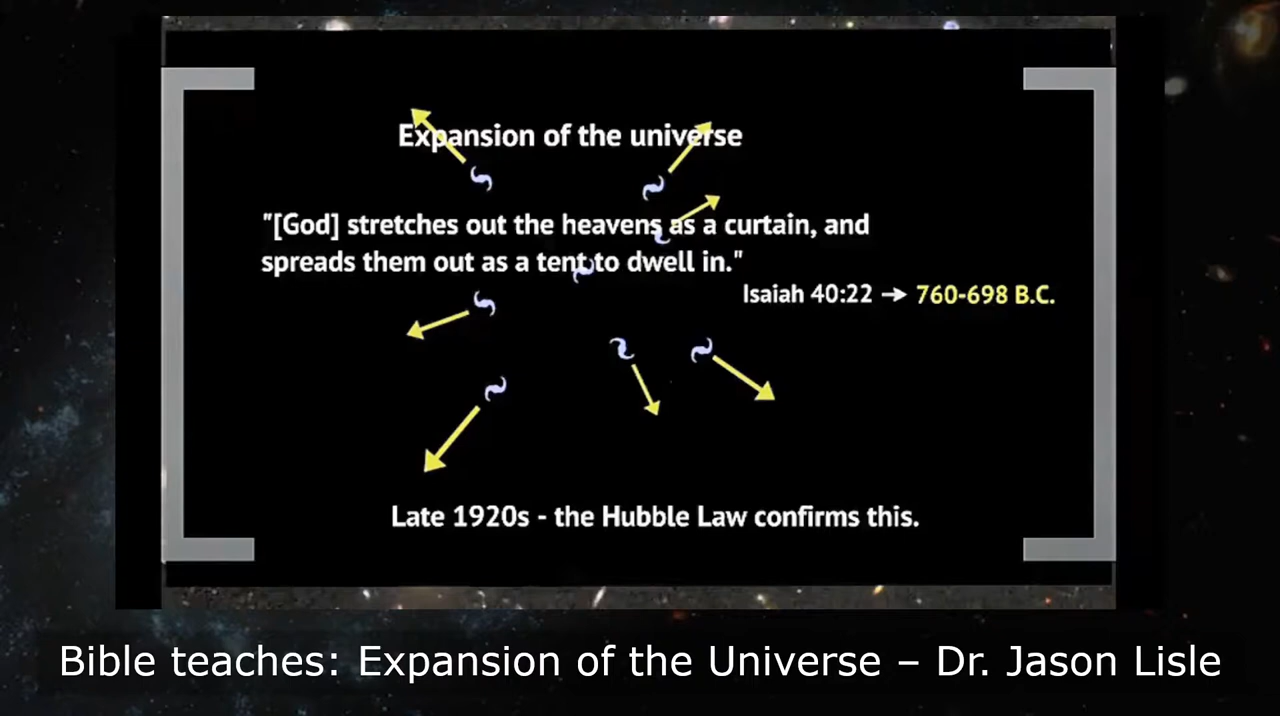 Expansion of the universe
"[God] stretches out the heavens as a curtain, and
spreads them out as a tent to dwell in."
Isaiah 40:22 → 760-698 B.C.
Late 1920s - the Hubble Law confirms this.
Bible teaches: Expansion of the Universe – Dr. Jason Lisle